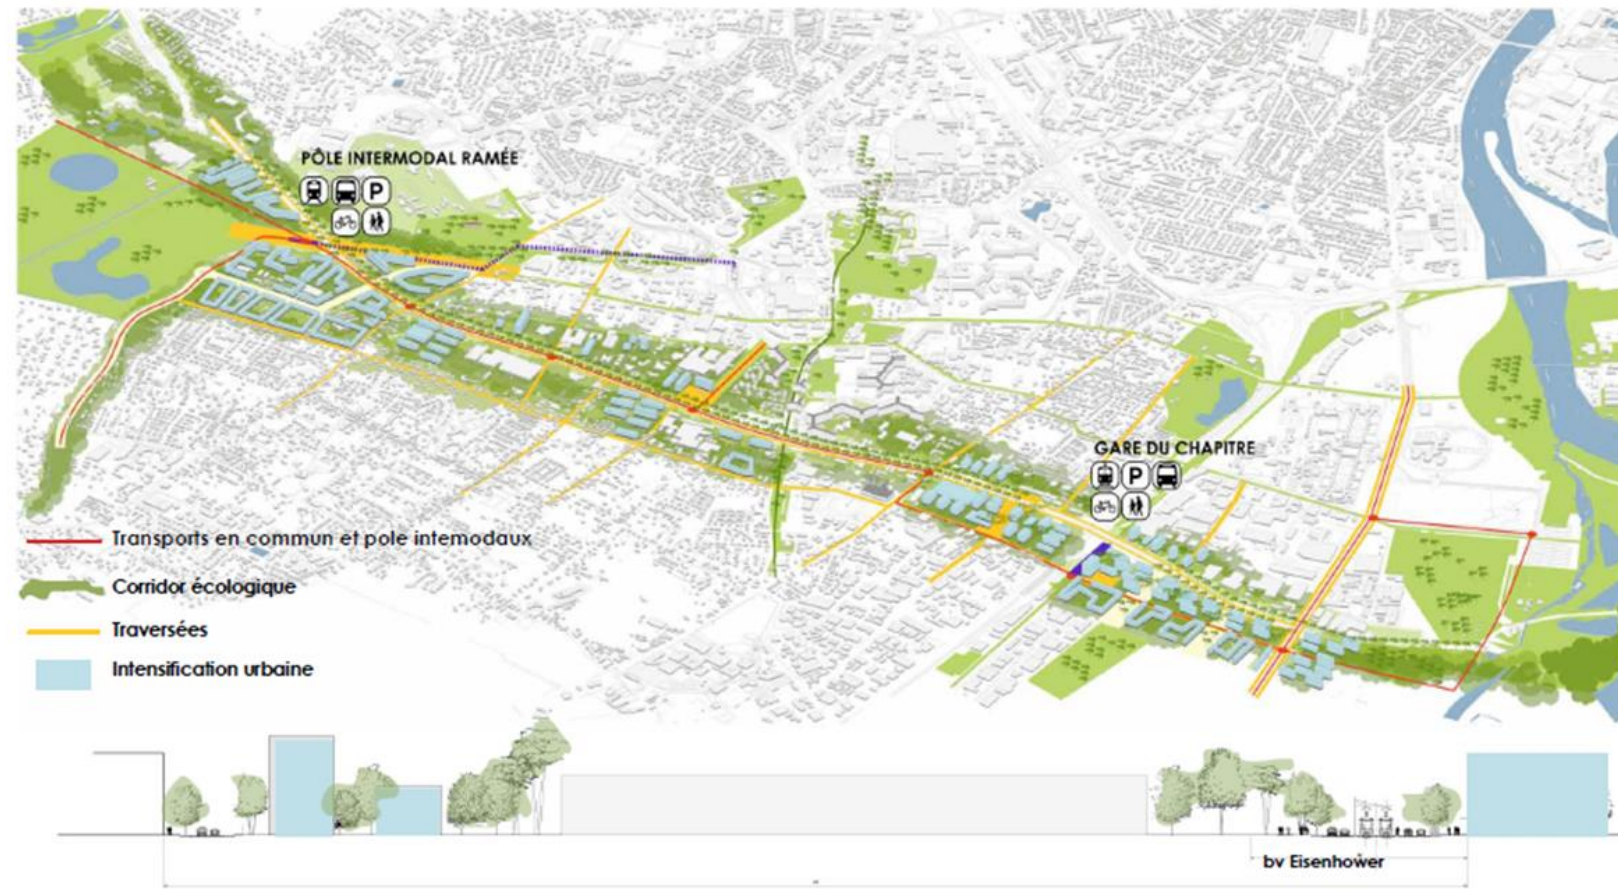 PÔLE INTERMODAL RAMÉE
P
GARE DU CHAPITRE
P
Transports en commun et pole intemodaux
Corridor écologique
Traversées
Intensification urbaine
bv Eisenhower